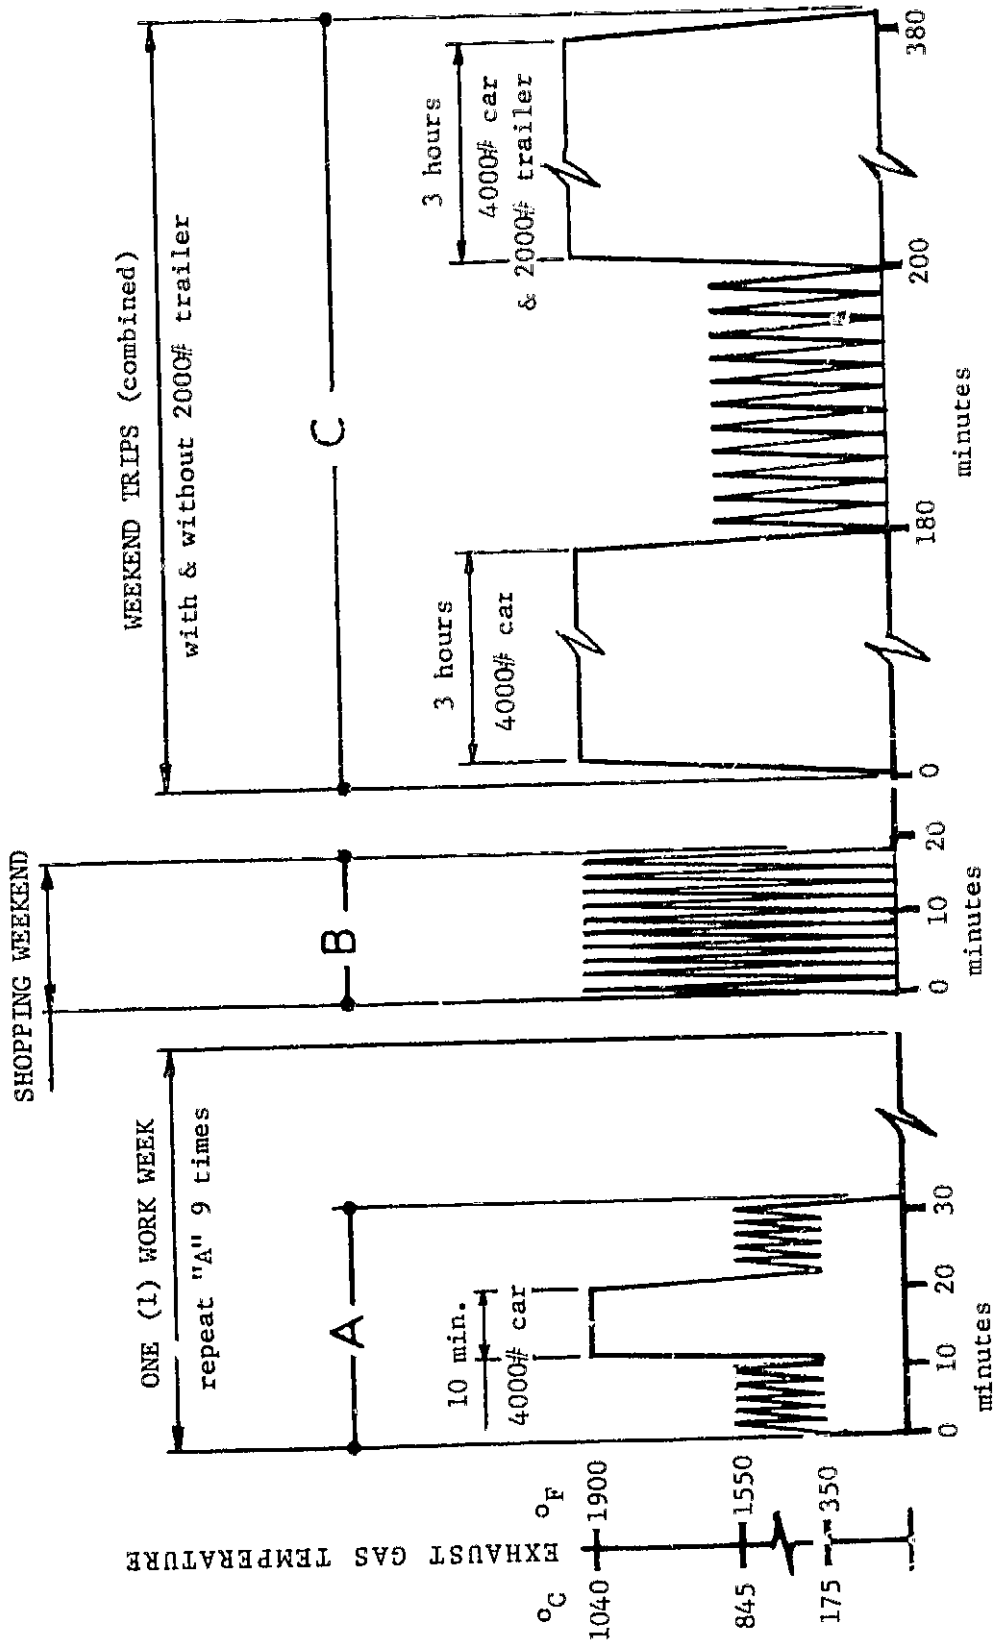 SHOPPING WEEKEND
ONE (1) WORK WEEK
repeat "A" 9 times
WEEKEND TRIPS (combined)
with & without 2000# trailer
A
B
C
10 min.
4000# car
3 hours
4000# car
3 hours
4000# car
& 2000# trailer
EXHAUST GAS TEMPERATURE
°C
°F
1040
1900
845
1550
175
350
0
10
20
30
minutes
0
10
20
minutes
0
180
200
380
minutes